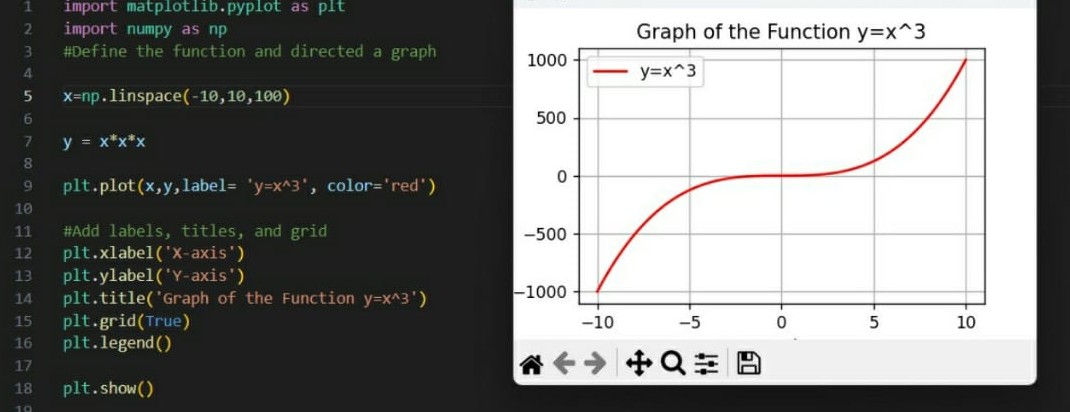 1 import matplotlib.pyplot as plt
2 import numpy as np
3 #Define the function and directed a graph
4
5 x=np.linspace(-10,10,100)
6
7 y = x*x*x
8
9 plt.plot(x,y,label= 'y=x^3', color='red')
10
11 #Add labels, titles, and grid
12 plt.xlabel('X-axis')
13 plt.ylabel('Y-axis')
14 plt.title('Graph of the Function y=x^3')
15 plt.grid(True)
16 plt.legend()
17
18 plt.show()
19
Graph of the Function y=x^3
y=x^3
1000
500
0
−500
−1000
−10 −5 0 5 10